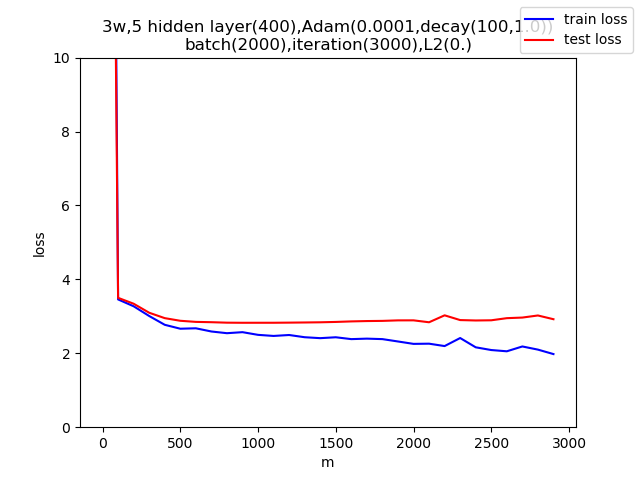 3w,5 hidden layer(400),Adam(0.0001,decay(100,1.0))
batch(2000),iteration(3000),L2(0.)
train loss
test loss
10
8
6
4
2
0
loss
0
500
1000
1500
2000
2500
3000
m